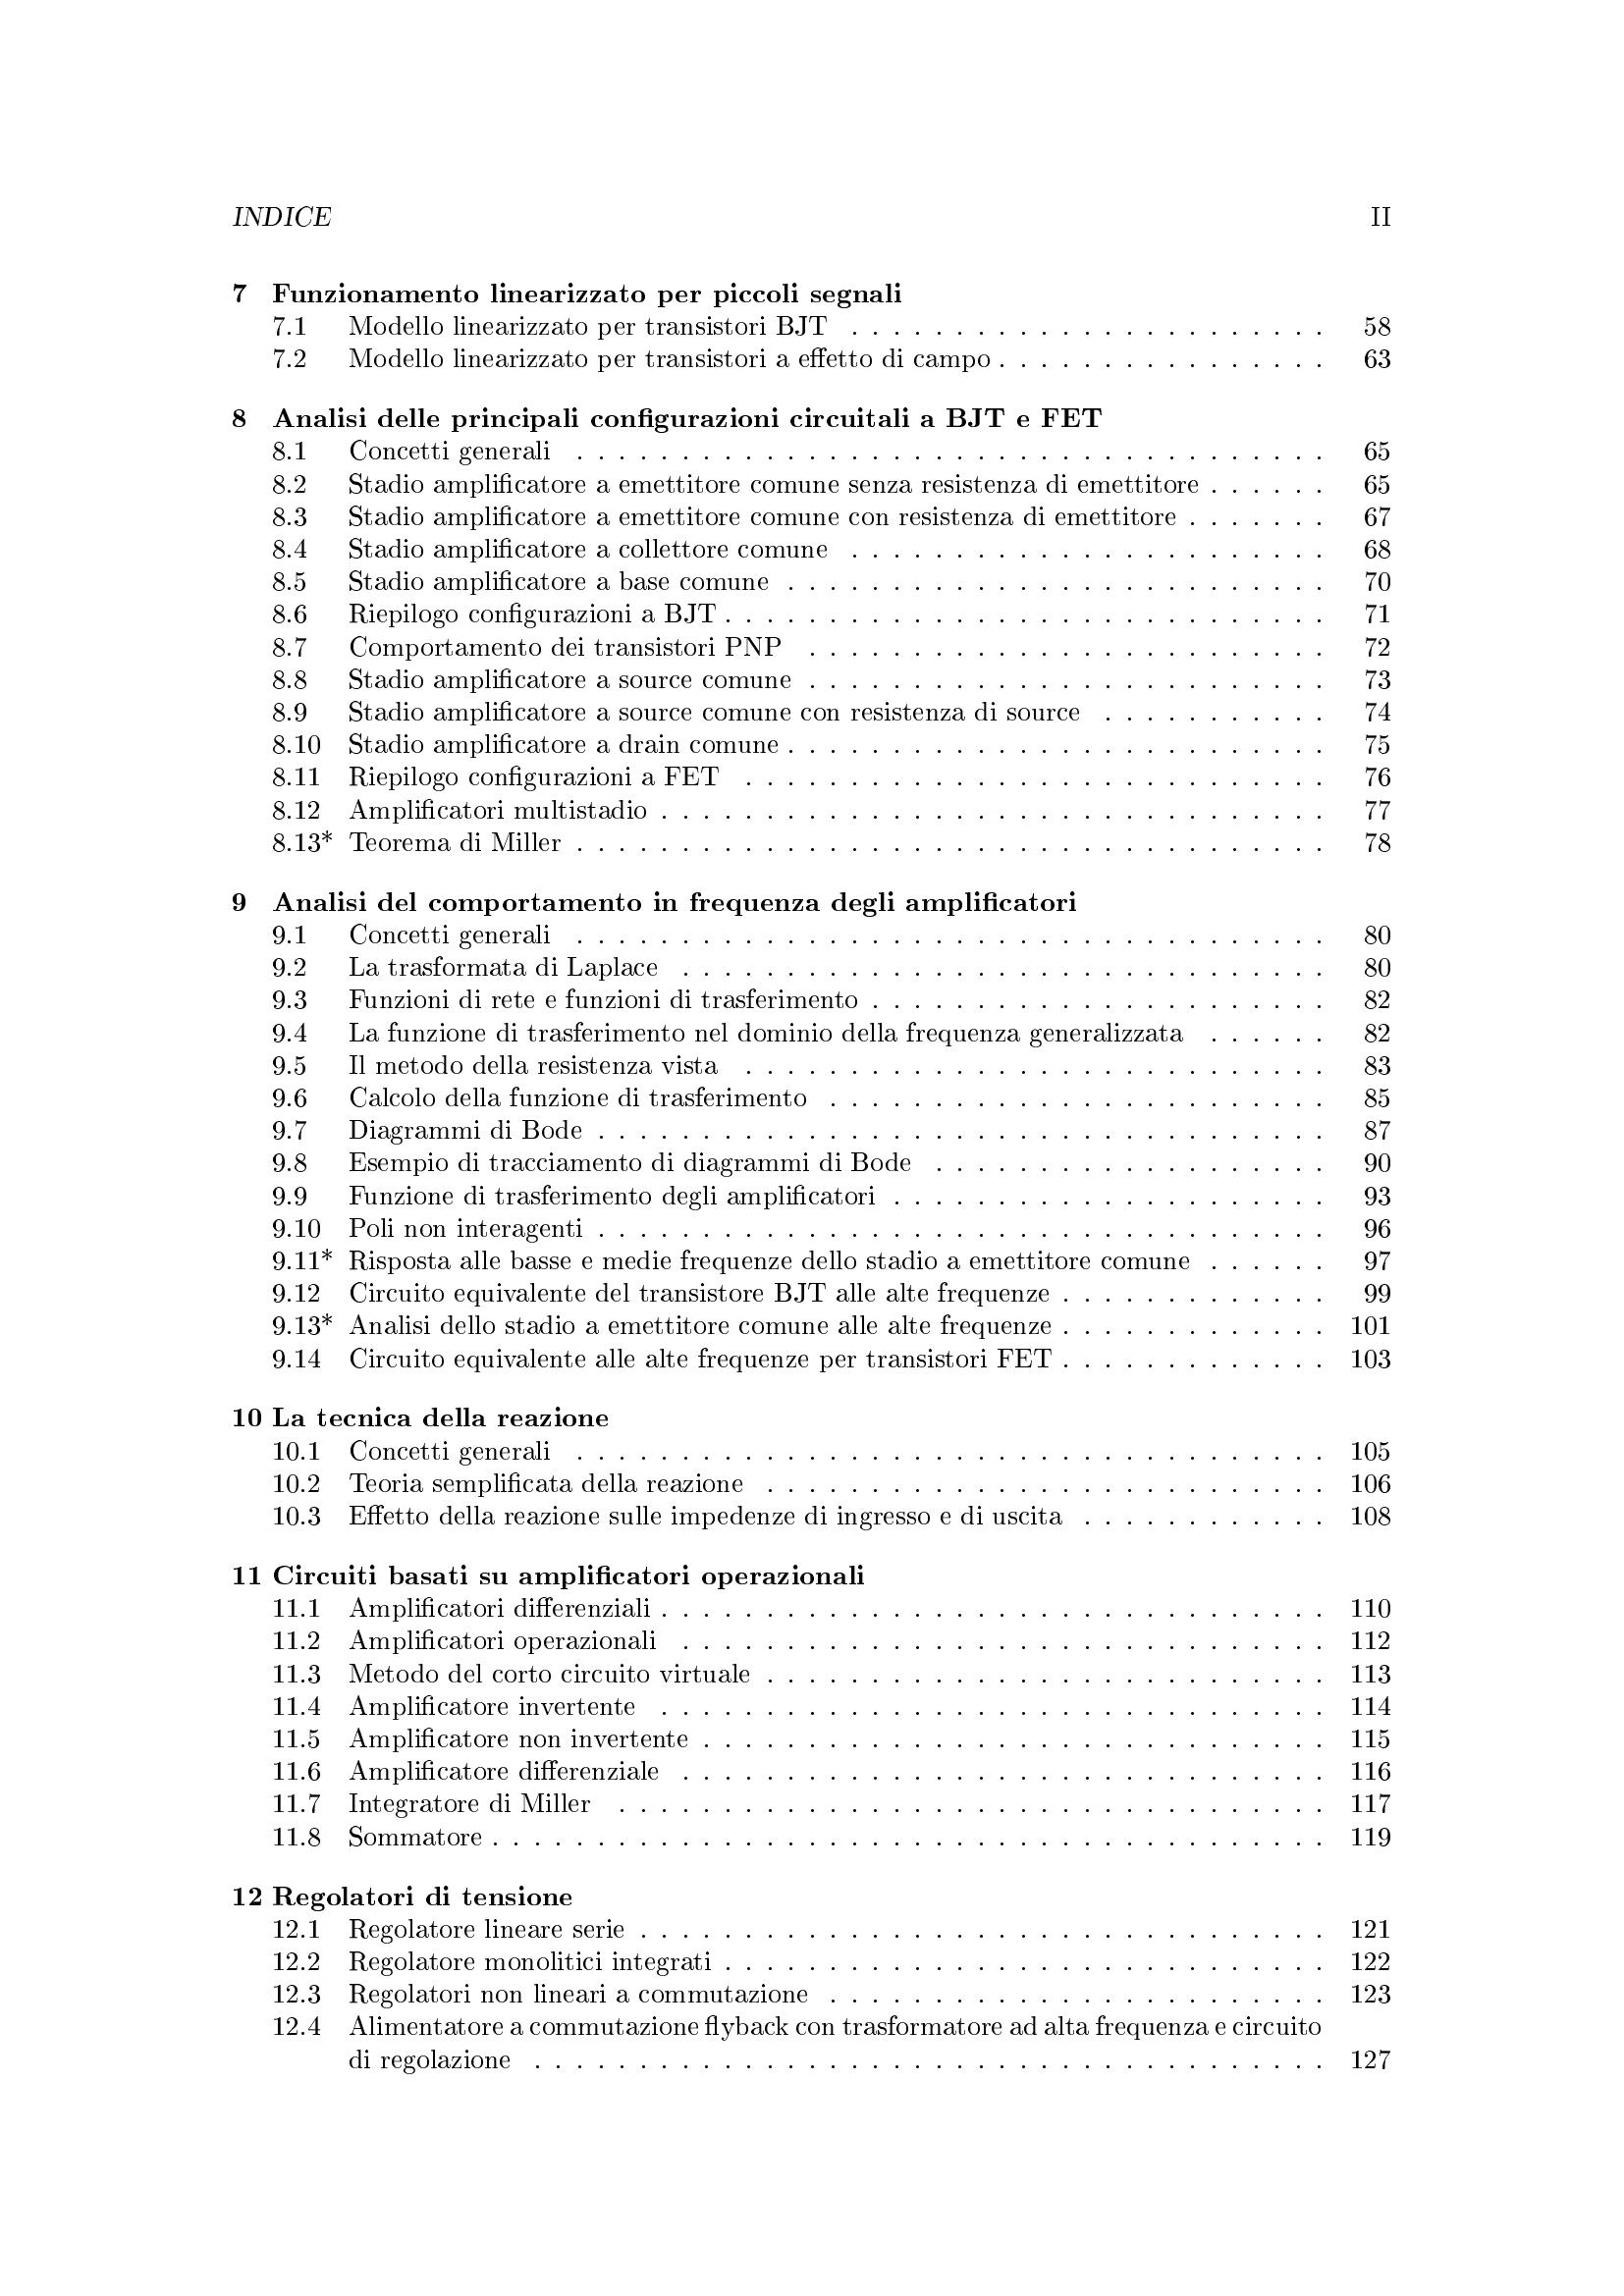 INDICE II
7 Funzionamento linearizzato per piccoli segnali
7.1 Modello linearizzato per transistori BJT . . . . . . . . . . . . . . . . . . . . . . . 58
7.2 Modello linearizzato per transistori a effetto di campo . . . . . . . . . . . . . . . . 63
8 Analisi delle principali configurazioni circuitali a BJT e FET
8.1 Concetti generali . . . . . . . . . . . . . . . . . . . . . . . . . . . . . . . . . . . . 65
8.2 Stadio amplificatore a emettitore comune senza resistenza di emettitore . . . . . . 65
8.3 Stadio amplificatore a emettitore comune con resistenza di emettitore . . . . . . . 67
8.4 Stadio amplificatore a collettore comune . . . . . . . . . . . . . . . . . . . . . . . 68
8.5 Stadio amplificatore a base comune . . . . . . . . . . . . . . . . . . . . . . . . . . 70
8.6 Riepilogo configurazioni a BJT . . . . . . . . . . . . . . . . . . . . . . . . . . . . . 71
8.7 Comportamento dei transistori PNP . . . . . . . . . . . . . . . . . . . . . . . . . 72
8.8 Stadio amplificatore a source comune . . . . . . . . . . . . . . . . . . . . . . . . . 73
8.9 Stadio amplificatore a source comune con resistenza di source . . . . . . . . . . . 74
8.10 Stadio amplificatore a drain comune . . . . . . . . . . . . . . . . . . . . . . . . . . 75
8.11 Riepilogo configurazioni a FET . . . . . . . . . . . . . . . . . . . . . . . . . . . . 76
8.12 Amplificatori multistadio . . . . . . . . . . . . . . . . . . . . . . . . . . . . . . . . 77
8.13* Teorema di Miller . . . . . . . . . . . . . . . . . . . . . . . . . . . . . . . . . . . . 78
9 Analisi del comportamento in frequenza degli amplificatori
9.1 Concetti generali . . . . . . . . . . . . . . . . . . . . . . . . . . . . . . . . . . . . 80
9.2 La trasformata di Laplace . . . . . . . . . . . . . . . . . . . . . . . . . . . . . . . 80
9.3 Funzioni di rete e funzioni di trasferimento . . . . . . . . . . . . . . . . . . . . . . 82
9.4 La funzione di trasferimento nel dominio della frequenza generalizzata . . . . . . 82
9.5 Il metodo della resistenza vista . . . . . . . . . . . . . . . . . . . . . . . . . . . . 83
9.6 Calcolo della funzione di trasferimento . . . . . . . . . . . . . . . . . . . . . . . . 85
9.7 Diagrammi di Bode . . . . . . . . . . . . . . . . . . . . . . . . . . . . . . . . . . . 87
9.8 Esempio di tracciamento di diagrammi di Bode . . . . . . . . . . . . . . . . . . . 90
9.9 Funzione di trasferimento degli amplificatori . . . . . . . . . . . . . . . . . . . . . 93
9.10 Poli non interagenti . . . . . . . . . . . . . . . . . . . . . . . . . . . . . . . . . . . 96
9.11* Risposta alle basse e medie frequenze dello stadio a emettitore comune . . . . . . 97
9.12 Circuito equivalente del transistore BJT alle alte frequenze . . . . . . . . . . . . . 99
9.13* Analisi dello stadio a emettitore comune alle alte frequenze . . . . . . . . . . . . . 101
9.14 Circuito equivalente alle alte frequenze per transistori FET . . . . . . . . . . . . . 103
10 La tecnica della reazione
10.1 Concetti generali . . . . . . . . . . . . . . . . . . . . . . . . . . . . . . . . . . . . 105
10.2 Teoria semplificata della reazione . . . . . . . . . . . . . . . . . . . . . . . . . . . 106
10.3 Effetto della reazione sulle impedenze di ingresso e di uscita . . . . . . . . . . . . 108
11 Circuiti basati su amplificatori operazionali
11.1 Amplificatori differenziali . . . . . . . . . . . . . . . . . . . . . . . . . . . . . . . . 110
11.2 Amplificatori operazionali . . . . . . . . . . . . . . . . . . . . . . . . . . . . . . . 112
11.3 Metodo del corto circuito virtuale . . . . . . . . . . . . . . . . . . . . . . . . . . . 113
11.4 Amplificatore invertente . . . . . . . . . . . . . . . . . . . . . . . . . . . . . . . . 114
11.5 Amplificatore non invertente . . . . . . . . . . . . . . . . . . . . . . . . . . . . . . 115
11.6 Amplificatore differenziale . . . . . . . . . . . . . . . . . . . . . . . . . . . . . . . 116
11.7 Integratore di Miller . . . . . . . . . . . . . . . . . . . . . . . . . . . . . . . . . . 117
11.8 Sommatore . . . . . . . . . . . . . . . . . . . . . . . . . . . . . . . . . . . . . . . . 119
12 Regolatori di tensione
12.1 Regolatore lineare serie . . . . . . . . . . . . . . . . . . . . . . . . . . . . . . . . . 121
12.2 Regolatore monolitici integrati . . . . . . . . . . . . . . . . . . . . . . . . . . . . . 122
12.3 Regolatori non lineari a commutazione . . . . . . . . . . . . . . . . . . . . . . . . 123
12.4 Alimentatore a commutazione flyback con trasformatore ad alta frequenza e circuito
di regolazione . . . . . . . . . . . . . . . . . . . . . . . . . . . . . . . . . . . . . . 127